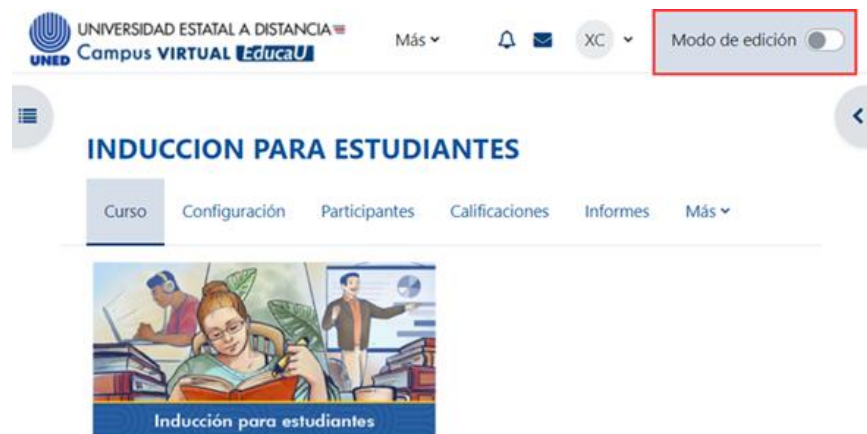 UNIVERSIDAD ESTATAL A DISTANCIA
UNED Campus VIRTUAL EducaU
Más
XC
Modo de edición
INDUCCION PARA ESTUDIANTES
Curso Configuración Participantes Calificaciones Informes Más
Inducción para estudiantes